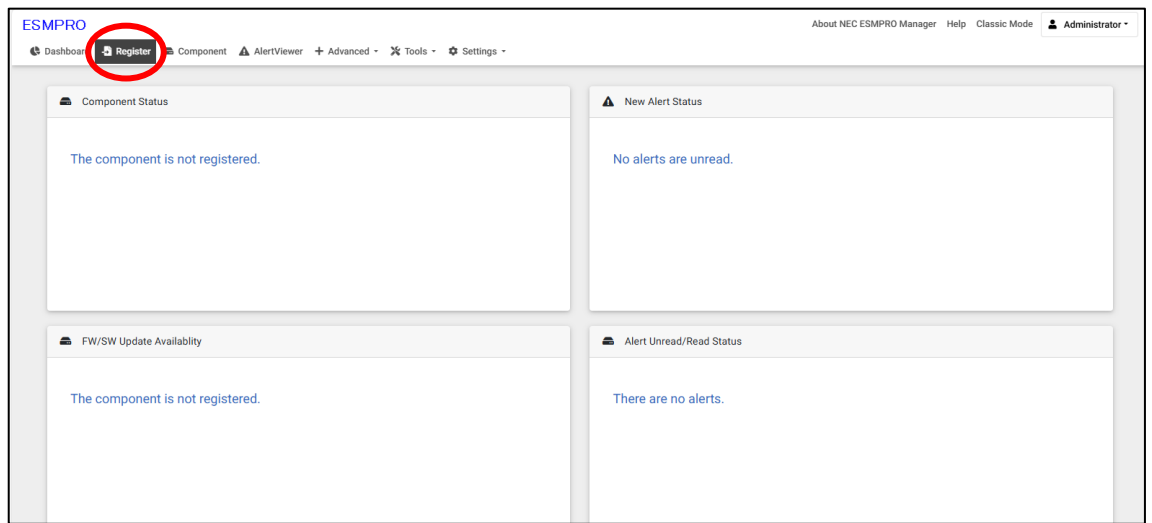 ESMPRO
About NEC ESMPRO Manager Help Classic Mode Administrator
Dashboard Register Component AlertViewer Advanced Tools Settings
Component Status
The component is not registered.
New Alert Status
No alerts are unread.
FW/SW Update Availablity
The component is not registered.
Alert Unread/Read Status
There are no alerts.